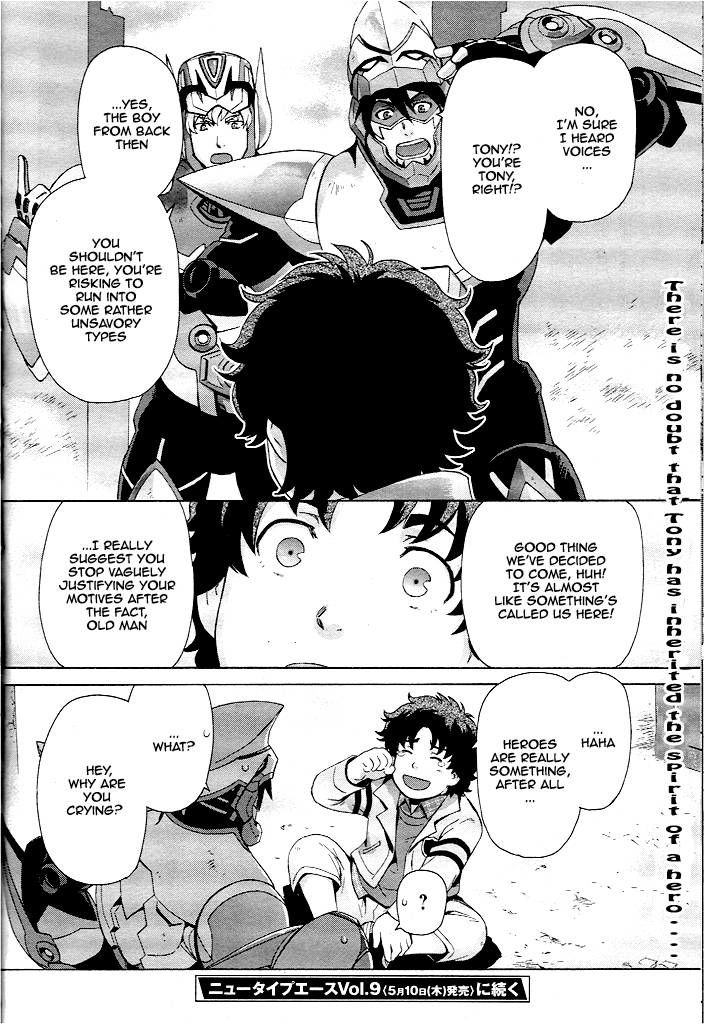 NO,
I'M SURE
I HEARD
VOICES
...
TONY!?
YOU'RE
TONY,
RIGHT!?
...YES,
THE BOY
FROM BACK
THEN
YOU
SHOULDN'T
BE HERE, YOU'RE
RISKING TO
RUN INTO
SOME RATHER
UNSAVORY
TYPES
There is no doubt that Tony has inherited the spirit of a hero.....
GOOD THING
WE'VE DECIDED
TO COME, HUH!
IT'S ALMOST
LIKE SOMETHING'S
CALLED US HERE!
...I REALLY
SUGGEST YOU
STOP VAGUELY
JUSTIFYING YOUR
MOTIVES AFTER
THE FACT,
OLD MAN
...
HAHA
HEROES
ARE REALLY
SOMETHING,
AFTER ALL
...
?
...
WHAT?
HEY,
WHY ARE
YOU
CRYING?
ニュータイプエースVol.9〈5月10日(木)発売〉に続く